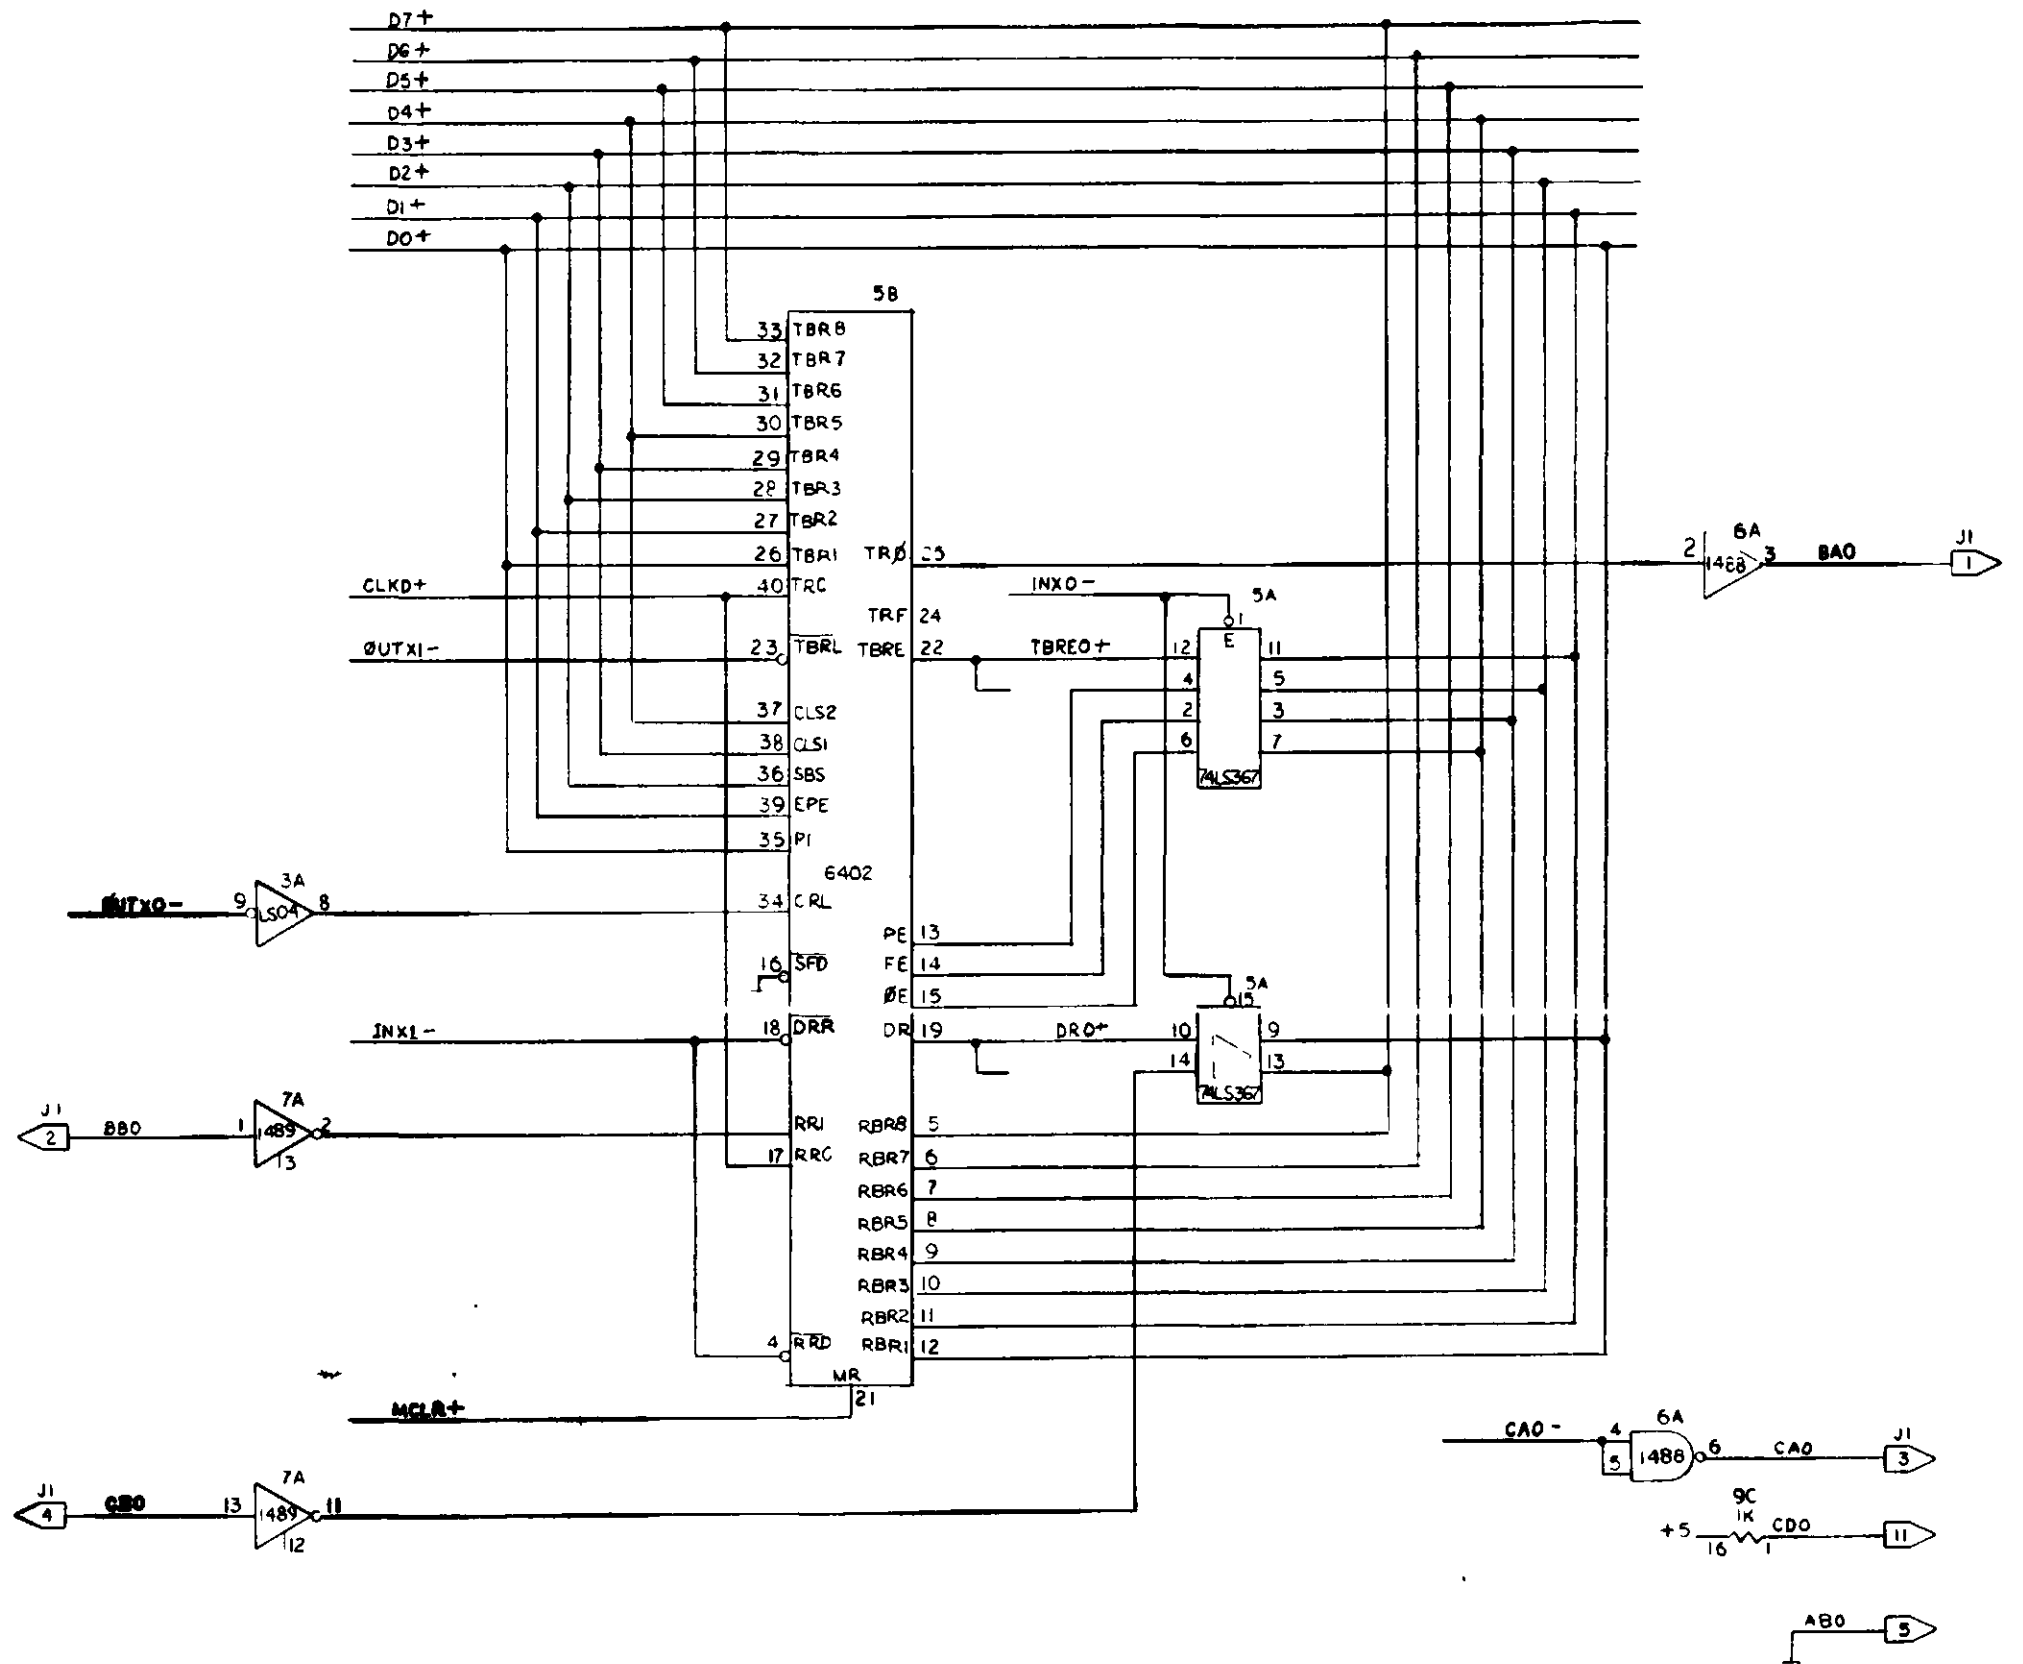 D7+
D6+
D5+
D4+
D3+
D2+
D1+
D0+
5B
33 TBR8
32 TBR7
31 TBR6
30 TBR5
29 TBR4
28 TBR3
27 TBR2
26 TBR1 TRØ 25
2 6A 1488 3 BA0 J1 1
CLKD+ 40 TRC
INX0- 5A 1
TRF 24
ØUTX1- 23 TBRL TBRE 22 TBRE0+ 12 E 11
4 5
2 3
6 7
74LS367
37 CLS2
38 CLS1
36 SBS
39 EPE
35 PI
6402
ØUTX0- 9 3A LS04 8 34 CRL
PE 13
16 SFD FE 14
ØE 15
5A 15
INX1- 18 DRR DR 19 DR0+ 10 9
14 13
74LS367
J1 2 BB0 1 7A 1489 2 13 RRI RBR8 5
17 RRC RBR7 6
RBR6 7
RBR5 8
RBR4 9
RBR3 10
RBR2 11
4 RRD RBR1 12
MR
21
MCLR+
CA0- 4 5 6A 1488 6 CA0 J1 3
J1 4 13 7A 1489 11 12
9C
1K
+5 16 1 CD0 11
AB0 5